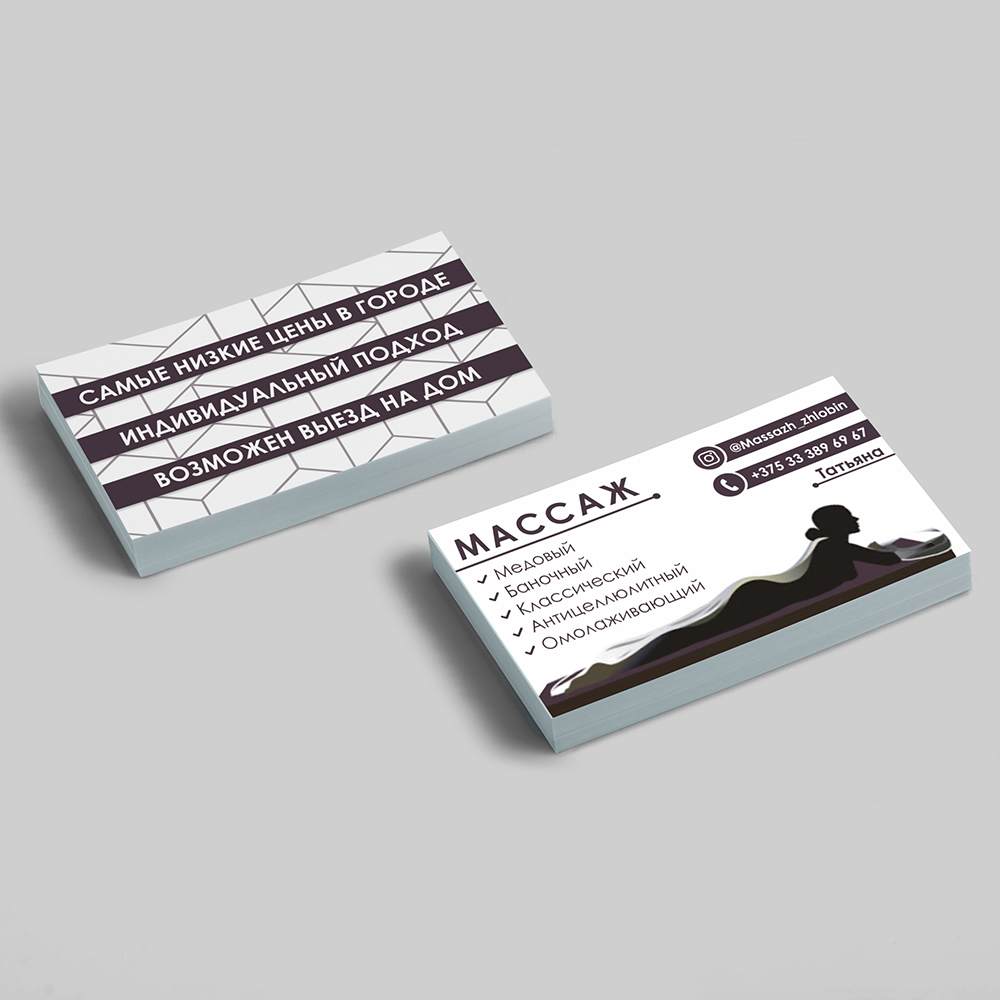 САМЫЕ НИЗКИЕ ЦЕНЫ В ГОРОДЕ
ИНДИВИДУАЛЬНЫЙ ПОДХОД
ВОЗМОЖЕН ВЫЕЗД НА ДОМ
@Massazh_zhlobin
+375 33 389 69 67
Татьяна
МАССАЖ
Медовый
Баночный
Классический
Антицеллюлитный
Омолаживающий